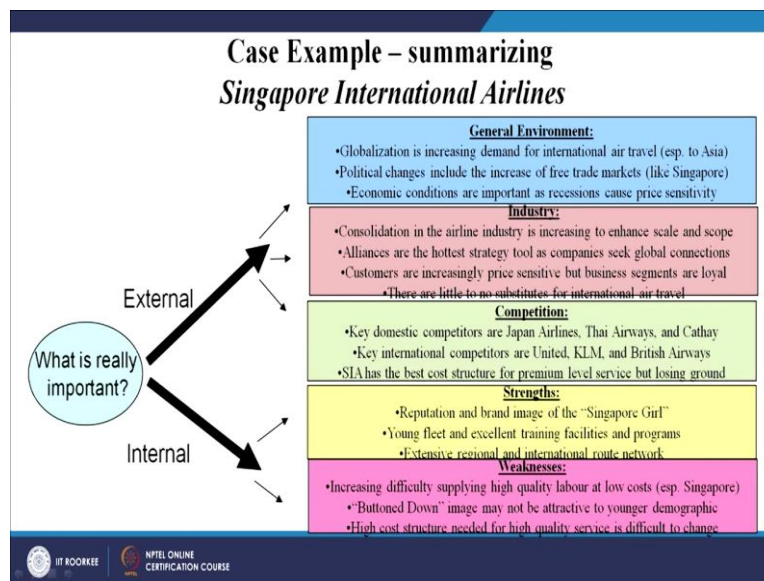 Case Example – summarizing
Singapore International Airlines
General Environment:
•Globalization is increasing demand for international air travel (esp. to Asia)
•Political changes include the increase of free trade markets (like Singapore)
•Economic conditions are important as recessions cause price sensitivity
Industry:
•Consolidation in the airline industry is increasing to enhance scale and scope
•Alliances are the hottest strategy tool as companies seek global connections
•Customers are increasingly price sensitive but business segments are loyal
•There are little to no substitutes for international air travel
External
Competition:
•Key domestic competitors are Japan Airlines, Thai Airways, and Cathay
•Key international competitors are United, KLM, and British Airways
•SIA has the best cost structure for premium level service but losing ground
What is really
important?
Strengths:
•Reputation and brand image of the “Singapore Girl”
•Young fleet and excellent training facilities and programs
•Extensive regional and international route network
Internal
Weaknesses:
•Increasing difficulty supplying high quality labour at low costs (esp. Singapore)
•“Buttoned Down” image may not be attractive to younger demographic
•High cost structure needed for high quality service is difficult to change
IIT ROORKEE
NPTEL ONLINE
CERTIFICATION COURSE